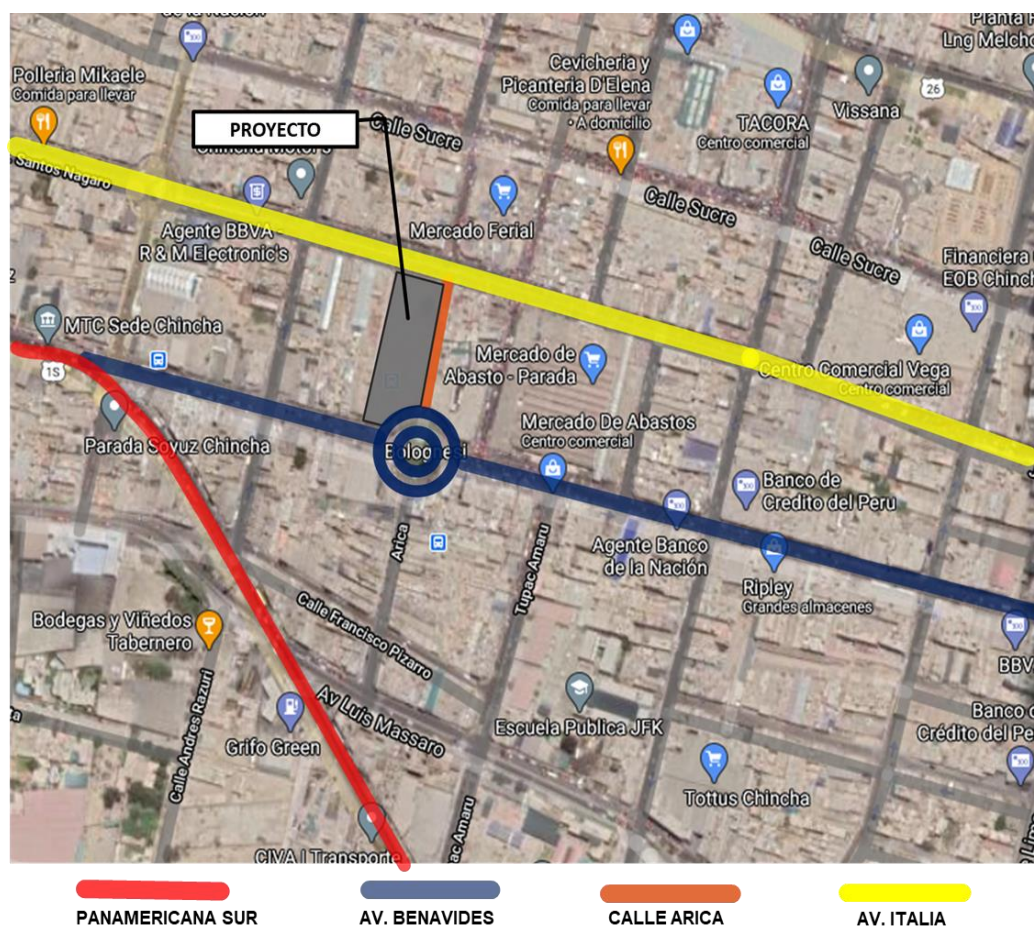 de la Nación
Planta R
Lng Melcho
Polleria Mikaele
Comida para llevar
Cevicheria y
Picanteria D'Elena
Comida para llevar
• A domicilio
26
Vissana
TACORA
Centro comercial
PROYECTO
Calle Sucre
Chincha Motors
Santos Nagaro
Agente BBVA -
R & M Electronic's
Mercado Ferial
Calle Sucre
Calle Sucre
Financiera
EOB Chinch
MTC Sede Chincha
1S
Mercado de
Abasto - Parada
Centro Comercial Vega
Centro comercial
Parada Soyuz Chincha
Bolognesi
Mercado De Abastos
Centro comercial
Banco de
Credito del Peru
Arica
Tupac Amaru
Agente Banco
de la Nación
Ripley
Grandes almacenes
Bodegas y Viñedos
Tabernero
Calle Francisco Pizarro
BBV
Calle Andres Razuri
Av Luis Massaro
Escuela Publica JFK
Grifo Green
Banco d
Crédito del Pe
Tottus Chincha
pac Amaru
CIVA | Transporte
PANAMERICANA SUR
AV. BENAVIDES
CALLE ARICA
AV. ITALIA